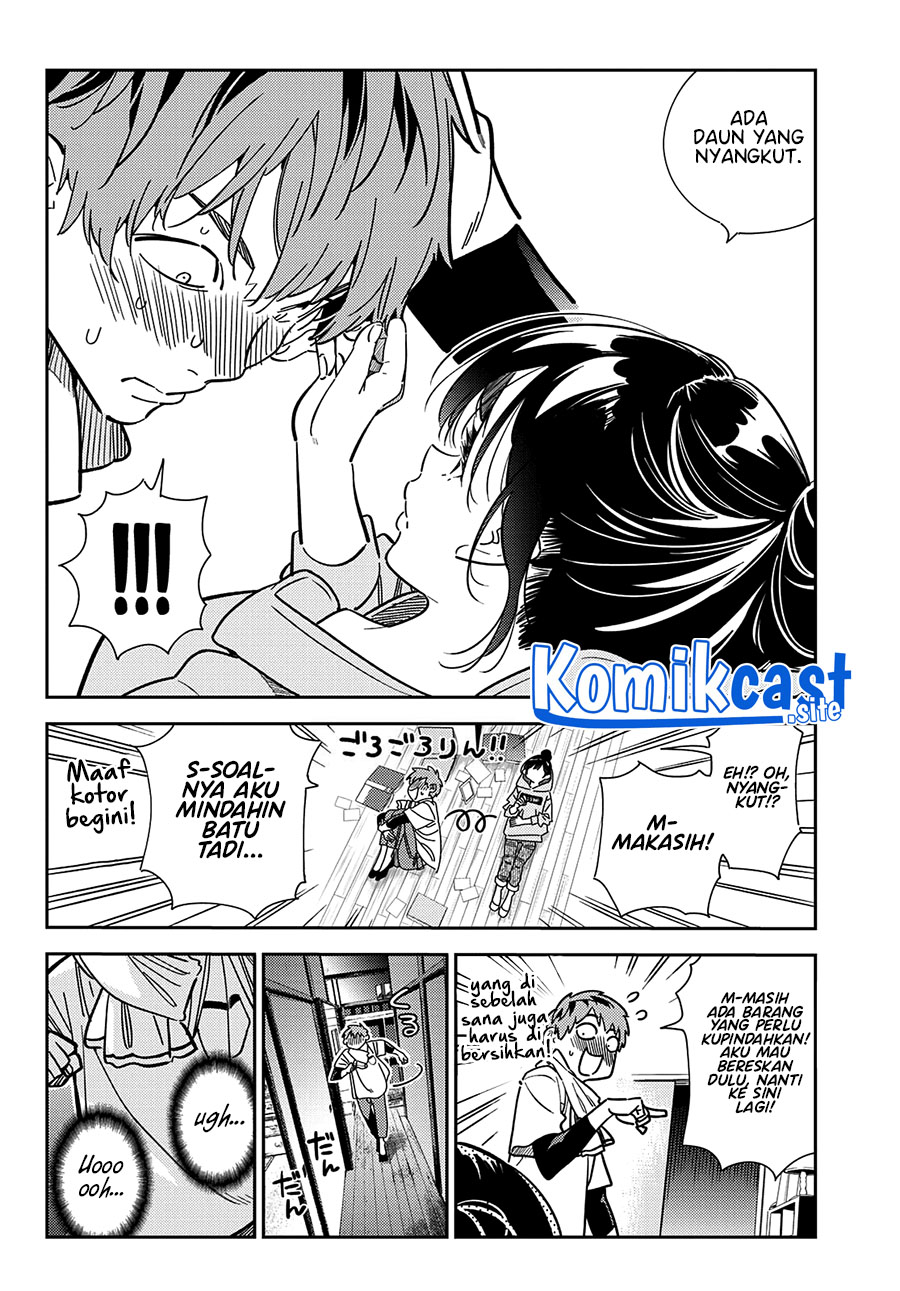 ADA
DAUN YANG
NYANGKUT.
!!!
Komikcast
.site
EH!? OH,
NYANG-
KUT!?
M-
MAKASIH!
ごろごろりん!!
S-SOAL-
NYA AKU
MINDAHIN
BATU
TADI...
Maaf
kotor
begini!
M-MASIH
ADA BARANG
YANG PERLU
KUPINDAHKAN!
AKU MAU
BERESKAN
DULU, NANTI
KE SINI
LAGI!
yang di
sebelah
sana juga
harus di
bersihkan!
くる
だん
だん
ugh...
Uooo
ooh...